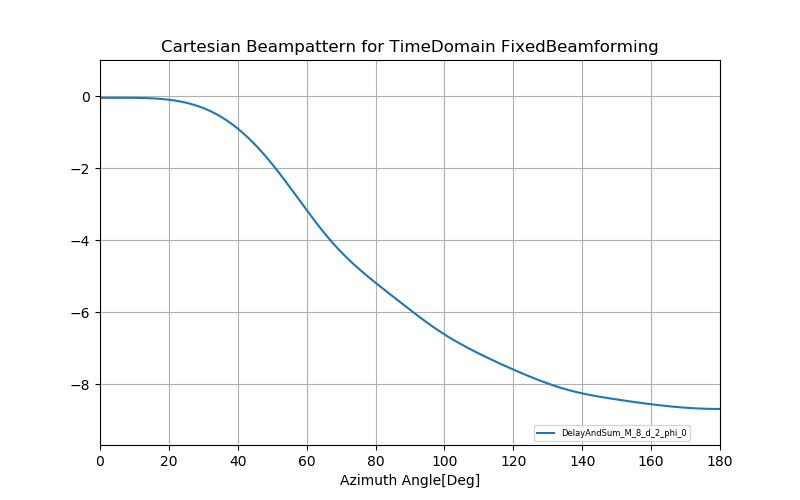 Cartesian Beampattern for TimeDomain FixedBeamforming
0
−2
−4
−6
−8
DelayAndSum_M_8_d_2_phi_0
0 20 40 60 80 100 120 140 160 180
Azimuth Angle[Deg]